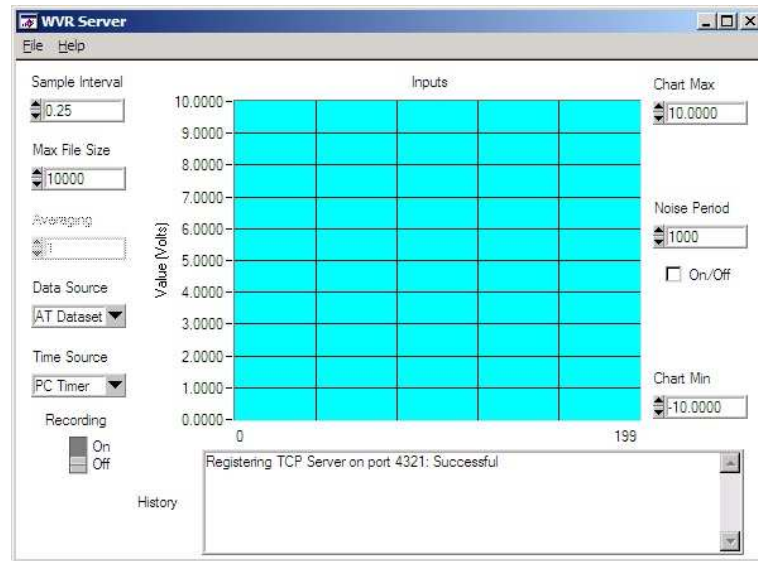 WVR Server
File Help
Sample Interval
0.25
Max File Size
10000
Averaging
1
Data Source
AT Dataset
Time Source
PC Timer
Recording
On
Off
Inputs
Value (Volts)
10.0000
9.0000
8.0000
7.0000
6.0000
5.0000
4.0000
3.0000
2.0000
1.0000
0.0000
0 199
Chart Max
10.0000
Noise Period
1000
On/Off
Chart Min
-10.0000
History
Registering TCP Server on port 4321: Successful